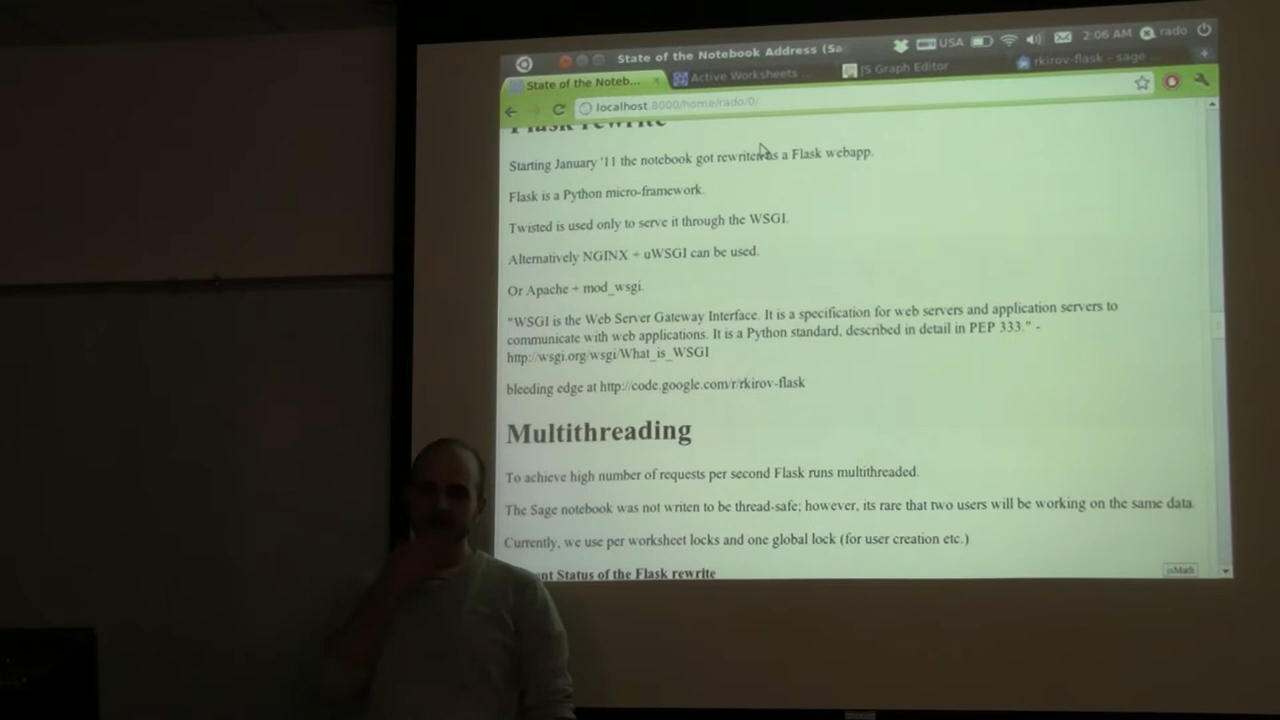 State of the Notebook Address (Sa
USA 2:06 AM rado
State of the Noteb...
Active Worksheets ...
JS Graph Editor
rkirov-flask - sage ...
localhost:8000/home/rado/0/
Flask rewrite
Starting January '11 the notebook got rewriten as a Flask webapp.
Flask is a Python micro-framework.
Twisted is used only to serve it through the WSGI.
Alternatively NGINX + uWSGI can be used.
Or Apache + mod_wsgi.
"WSGI is the Web Server Gateway Interface. It is a specification for web servers and application servers to
communicate with web applications. It is a Python standard, described in detail in PEP 333." -
http://wsgi.org/wsgi/What_is_WSGI
bleeding edge at http://code.google.com/r/rkirov-flask
Multithreading
To achieve high number of requests per second Flask runs multithreaded.
The Sage notebook was not writen to be thread-safe; however, its rare that two users will be working on the same data.
Currently, we use per worksheet locks and one global lock (for user creation etc.)
nt Status of the Flask rewrite
jsMath